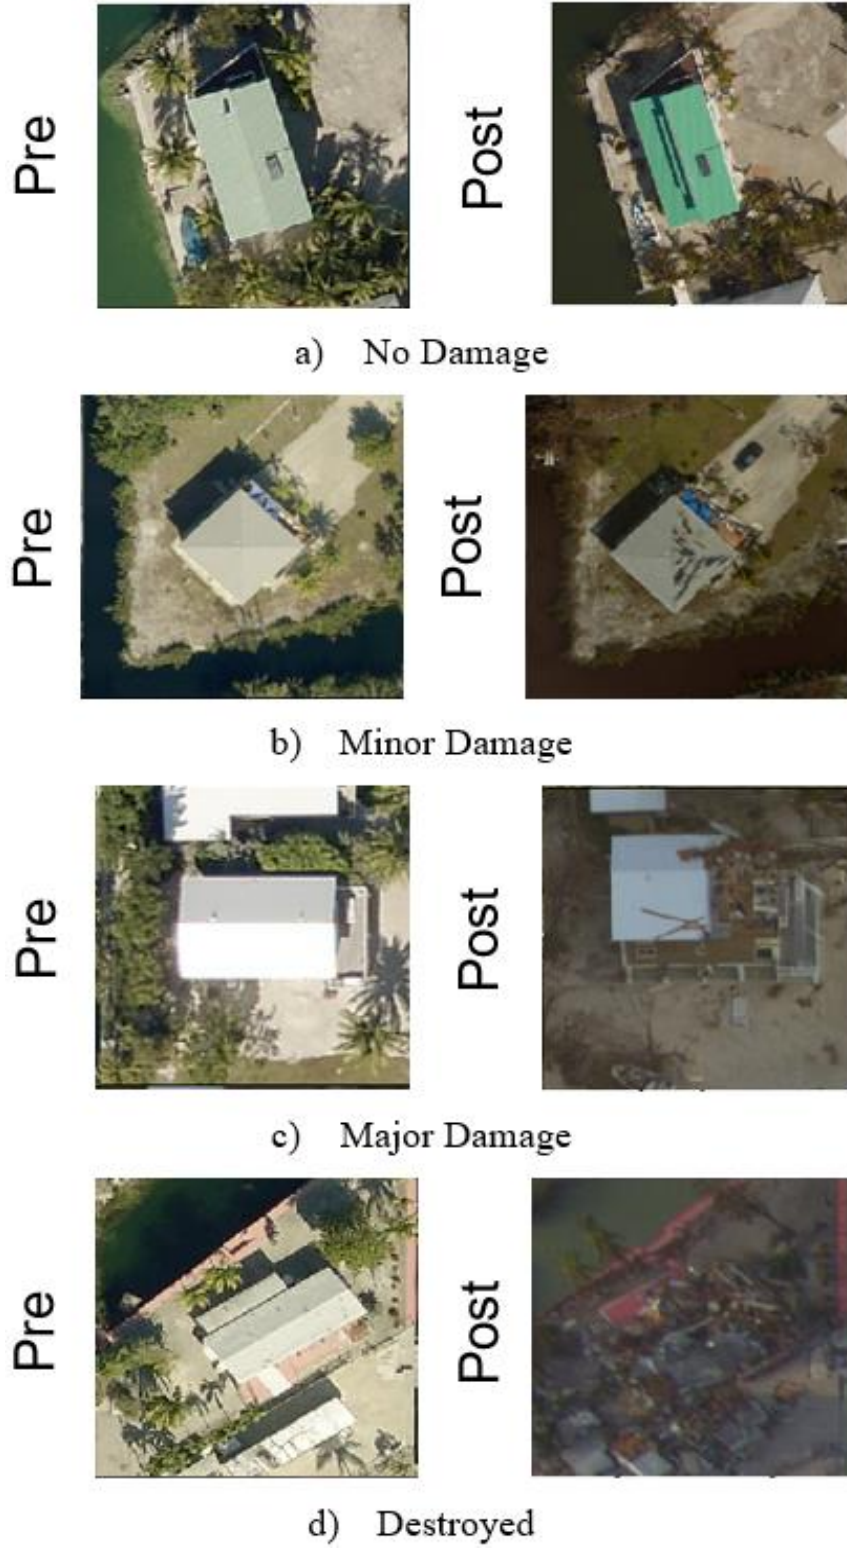 Pre
Post
a) No Damage
Pre
Post
b) Minor Damage
Pre
Post
c) Major Damage
Pre
Post
d) Destroyed